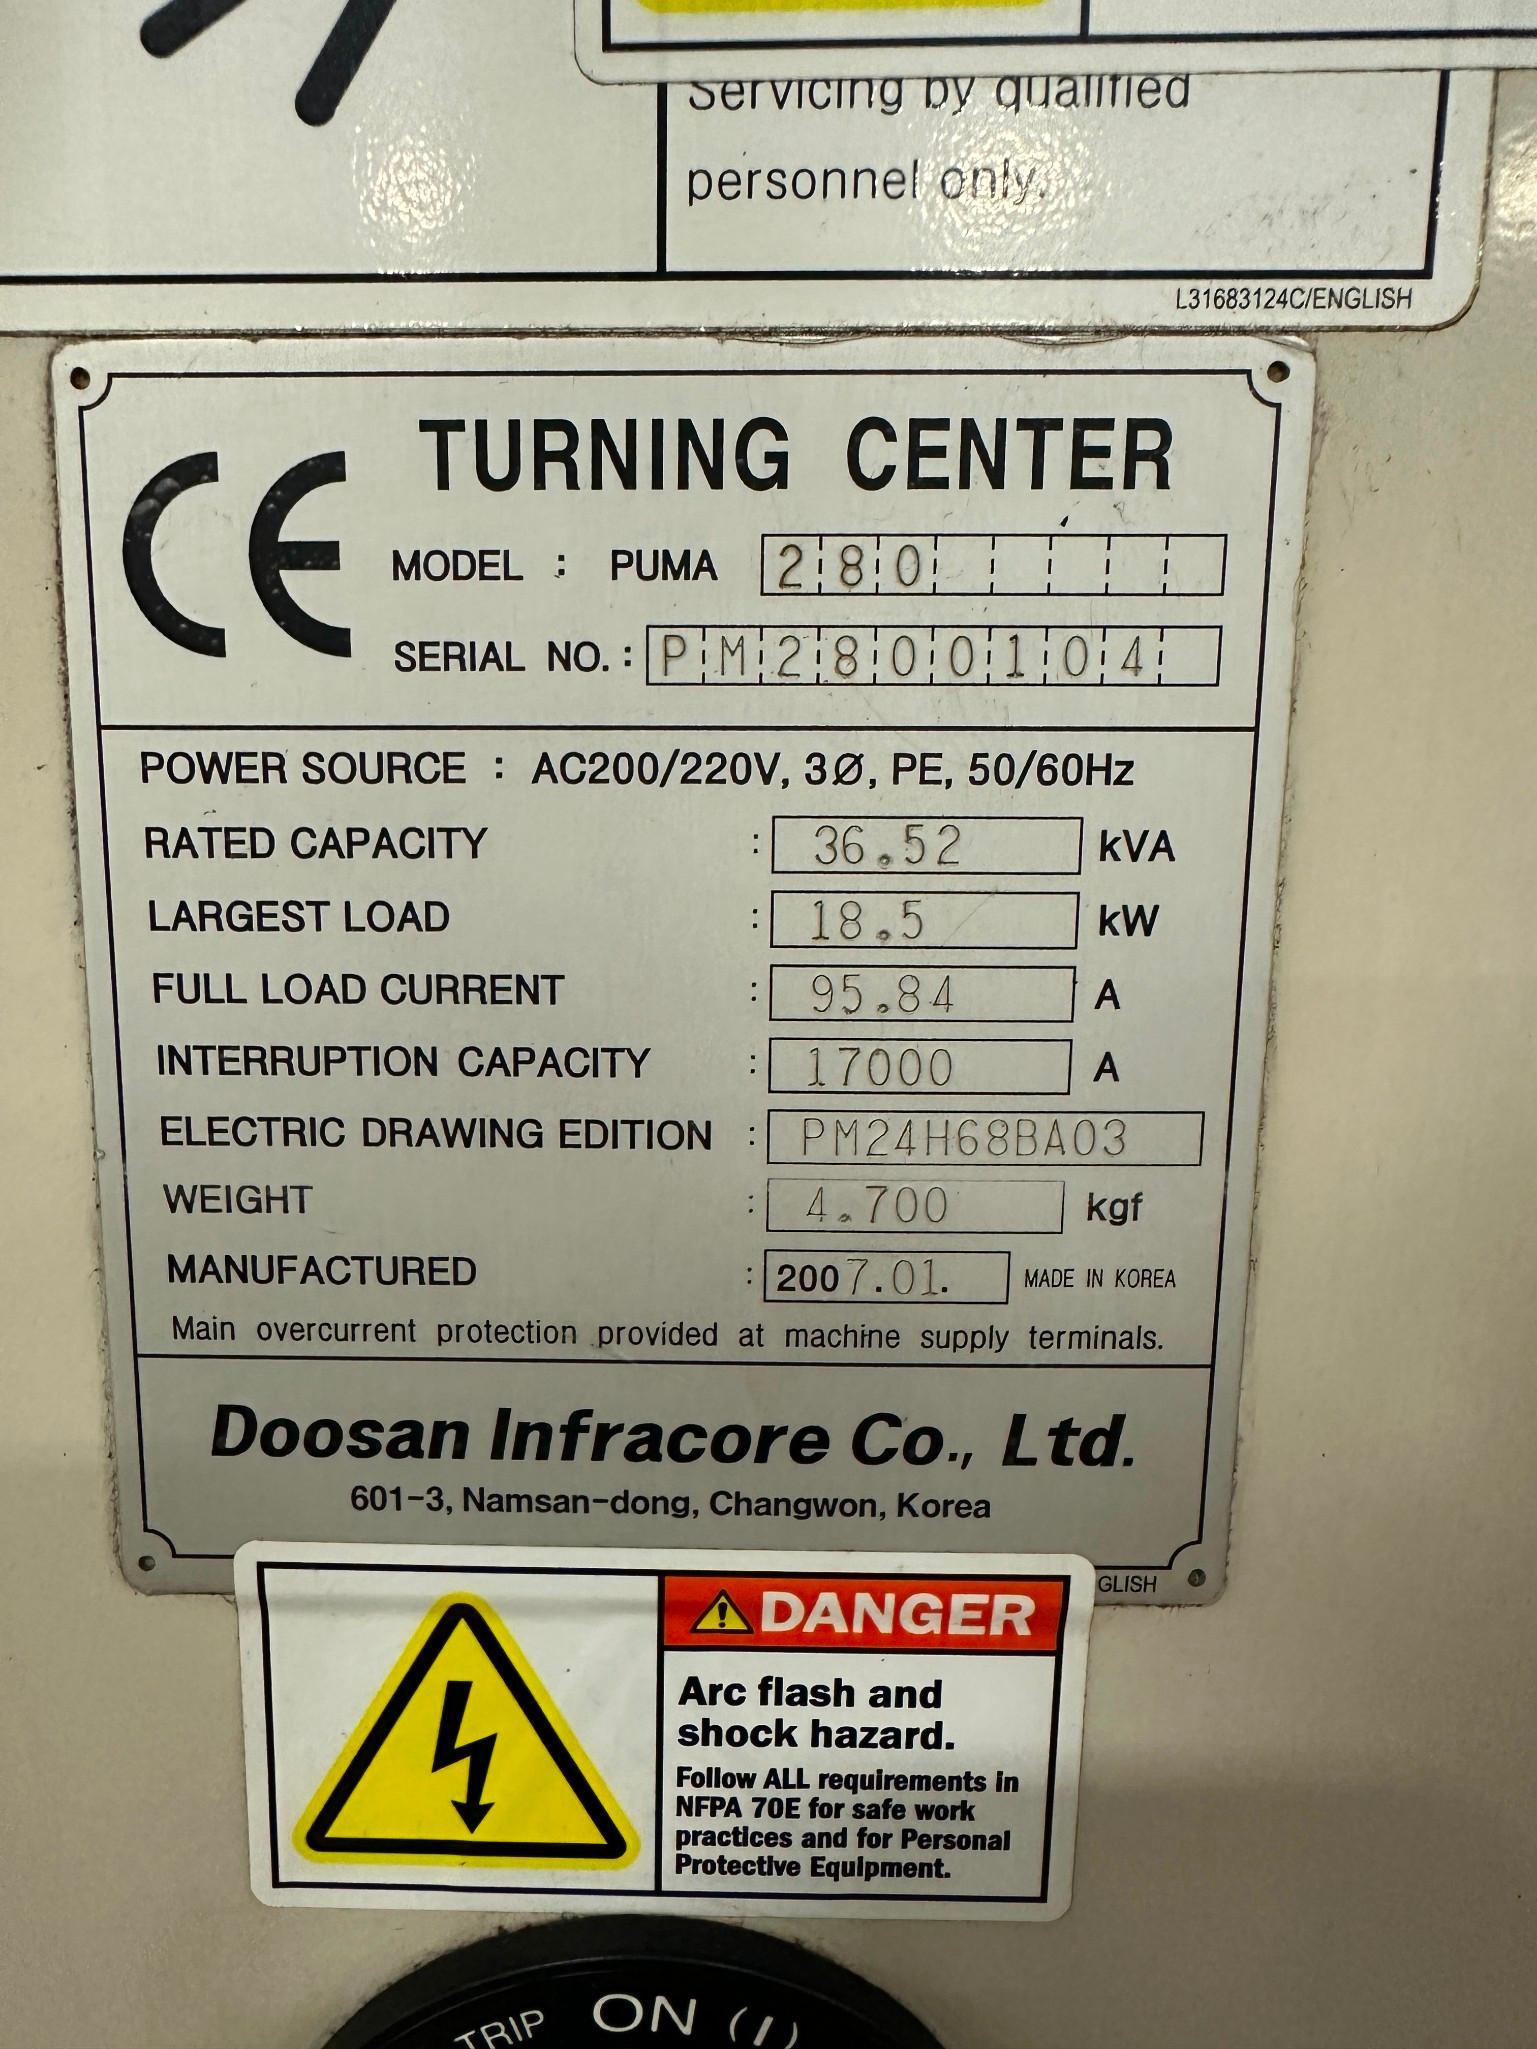 Servicing by qualified
personnel only.
L31683124C/ENGLISH
CE
TURNING CENTER
MODEL : PUMA 280
SERIAL NO. : PM2800104
POWER SOURCE : AC200/220V, 3Ø, PE, 50/60Hz
RATED CAPACITY : 36.52 kVA
LARGEST LOAD : 18.5 kW
FULL LOAD CURRENT : 95.84 A
INTERRUPTION CAPACITY : 17000 A
ELECTRIC DRAWING EDITION : PM24H68BA03
WEIGHT : 4.700 kgf
MANUFACTURED : 2007.01. MADE IN KOREA
Main overcurrent protection provided at machine supply terminals.
Doosan Infracore Co., Ltd.
601-3, Namsan-dong, Changwon, Korea
GLISH
DANGER
Arc flash and
shock hazard.
Follow ALL requirements in
NFPA 70E for safe work
practices and for Personal
Protective Equipment.
TRIP ON (I)